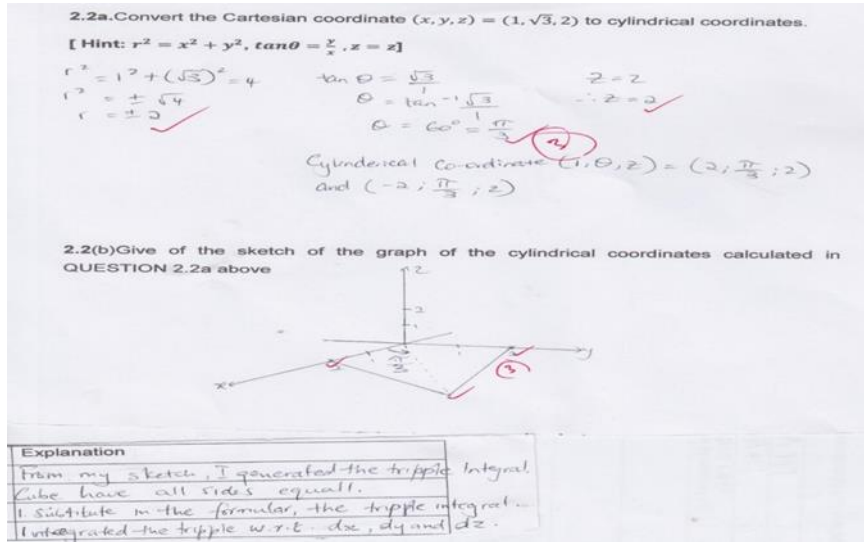 2.2a.Convert the Cartesian coordinate (x, y, z) = (1, √3, 2) to cylindrical coordinates.
[ Hint: r² = x² + y², tanθ = y/x , z = z]
r² = 1² + (√3)² = 4
tan θ = √3/1
z = 2
r² = ± √4
θ = tan⁻¹ √3/1
∴ z = 2
r = ± 2
θ = 60° = π/3
Cylinderical Co-ordinate (r, θ, z) = (2; π/3 ; 2)
and (-2 ; π/3 ; 2)
2.2(b)Give of the sketch of the graph of the cylindrical coordinates calculated in
QUESTION 2.2a above
z
2
1
y
π/3
3
x
Explanation
From my sketch, I generated the tripple Integral.
Cube have all sides equall.
I substitute in the formular, the tripple integral.
I integrated the tripple w.r.t. dx, dy and dz.